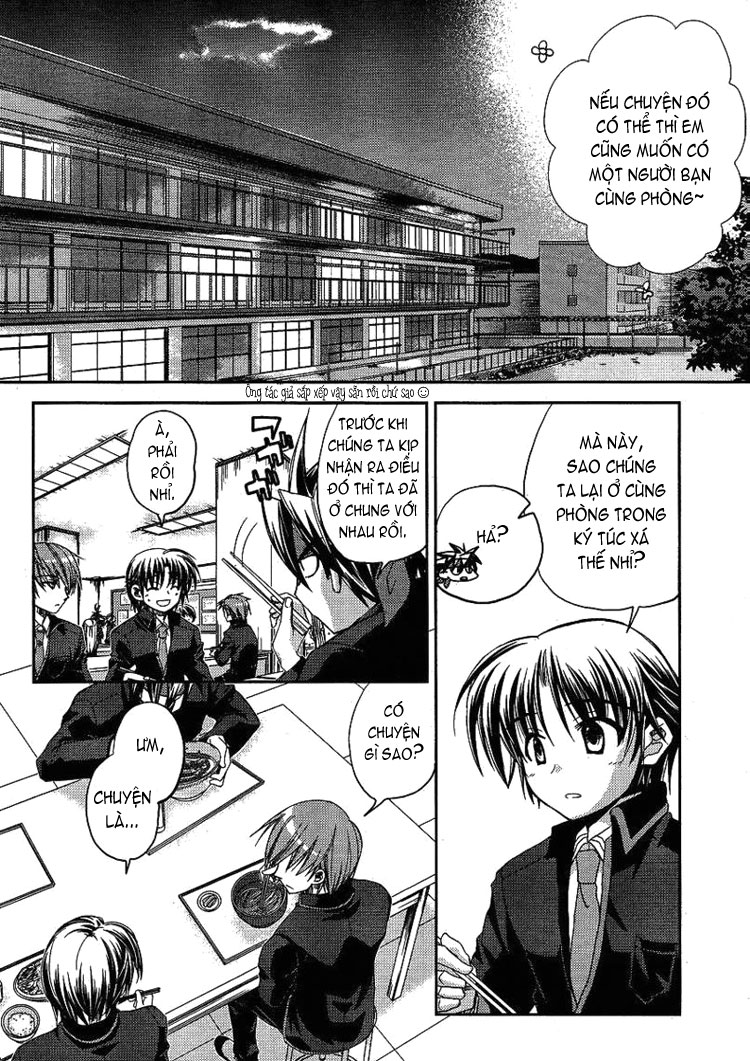 NẾU CHUYỆN ĐÓ
CÓ THỂ THÌ EM
CŨNG MUỐN CÓ
MỘT NGƯỜI BẠN
CÙNG PHÒNG~
Ông tác giả sắp xếp vậy sẵn rồi chứ sao ☺
MÀ NÀY,
SAO CHÚNG
TA LẠI Ở CÙNG
PHÒNG TRONG
KÝ TÚC XÁ
THẾ NHỈ?
HẢ?
TRƯỚC KHI
CHÚNG TA KỊP
NHẬN RA ĐIỀU
ĐÓ THÌ TA ĐÃ
Ở CHUNG VỚI
NHAU RỒI.
À,
PHẢI
RỒI
NHỈ.
CÓ
CHUYỆN
GÌ SAO?
ƯM,
CHUYỆN
LÀ...